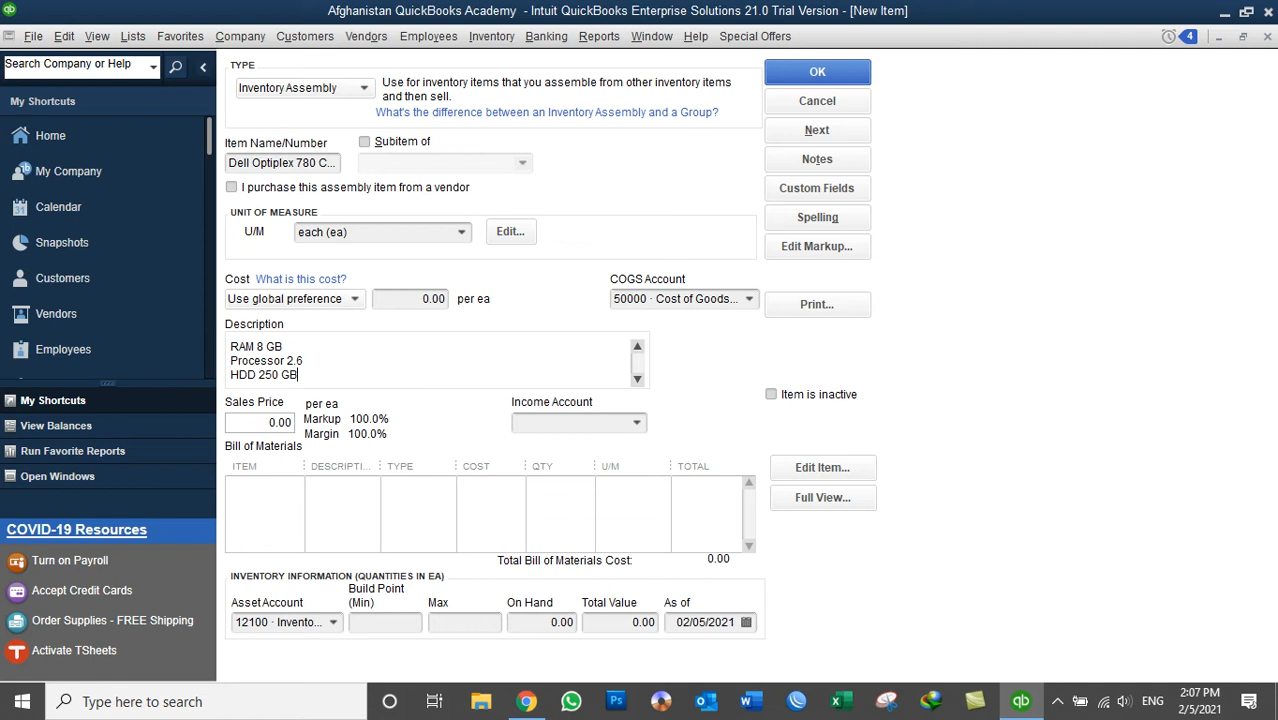 Afghanistan QuickBooks Academy - Intuit QuickBooks Enterprise Solutions 21.0 Trial Version - [New Item]
File Edit View Lists Favorites Company Customers Vendors Employees Inventory Banking Reports Window Help Special Offers 4
Search Company or Help
My Shortcuts
Home
My Company
Calendar
Snapshots
Customers
Vendors
Employees
My Shortcuts
View Balances
Run Favorite Reports
Open Windows
COVID-19 Resources
Turn on Payroll
Accept Credit Cards
Order Supplies - FREE Shipping
Activate TSheets
TYPE
Inventory Assembly
Use for inventory items that you assemble from other inventory items
and then sell.
What's the difference between an Inventory Assembly and a Group?
Item Name/Number
Subitem of
Dell Optiplex 780 C...
I purchase this assembly item from a vendor
UNIT OF MEASURE
U/M each (ea) Edit...
Cost What is this cost?
COGS Account
Use global preference 0.00 per ea
50000 · Cost of Goods...
Description
RAM 8 GB
Processor 2.6
HDD 250 GB
Sales Price
per ea
Income Account
0.00
Markup 100.0%
Margin 100.0%
Bill of Materials
ITEM DESCRIPTI... TYPE COST QTY U/M TOTAL
Total Bill of Materials Cost: 0.00
INVENTORY INFORMATION (QUANTITIES IN EA)
Asset Account
Build Point
(Min)
Max
On Hand
Total Value
As of
12100 · Invento...
0.00
0.00
02/05/2021
OK
Cancel
Next
Notes
Custom Fields
Spelling
Edit Markup...
Print...
Item is inactive
Edit Item...
Full View...
Type here to search
ENG
2:07 PM
2/5/2021